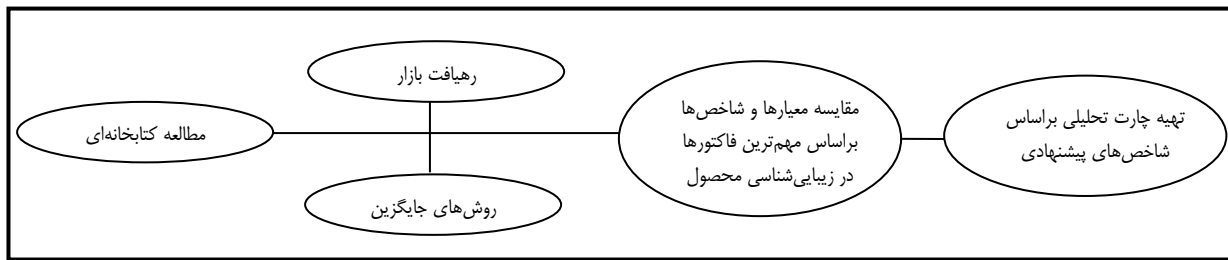 مطالعه کتابخانه‌ای
رهیافت بازار
روش‌های جایگزین
مقایسه معیارها و شاخص‌ها
براساس مهم‌ترین فاکتورها
در زیبایی‌شناسی محصول
تهیه چارت تحلیلی براساس
شاخص‌های پیشنهادی